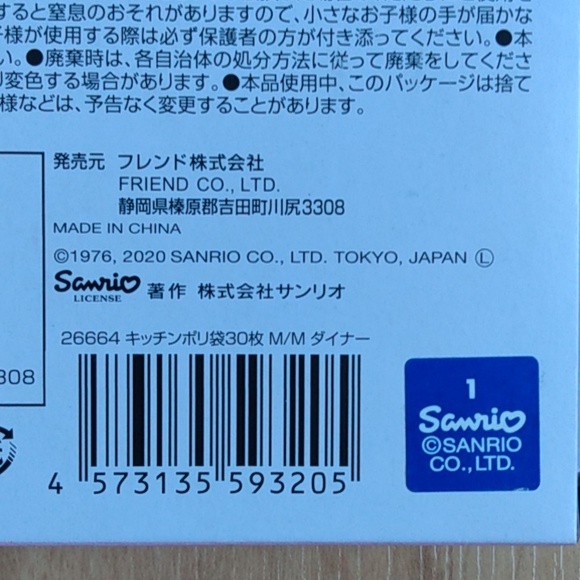 すると窒息のおそれがありますので、小さなお子様の手が届かな
様が使用する際は必ず保護者の方が付き添ってください。●本
い。●廃棄時は、各自治体の処分方法に従って廃棄をしてくださ
変色する場合があります。●本品使用中、このパッケージは捨て
様などは、予告なく変更することがあります。
発売元 フレンド株式会社
FRIEND CO., LTD.
静岡県榛原郡吉田町川尻3308
MADE IN CHINA
©1976, 2020 SANRIO CO., LTD. TOKYO, JAPAN Ⓛ
Sanrio
LICENSE
著作 株式会社サンリオ
26664 キッチンポリ袋30枚 M/M ダイナー
308
4 573135 593205
1
Sanrio
©SANRIO
CO., LTD.